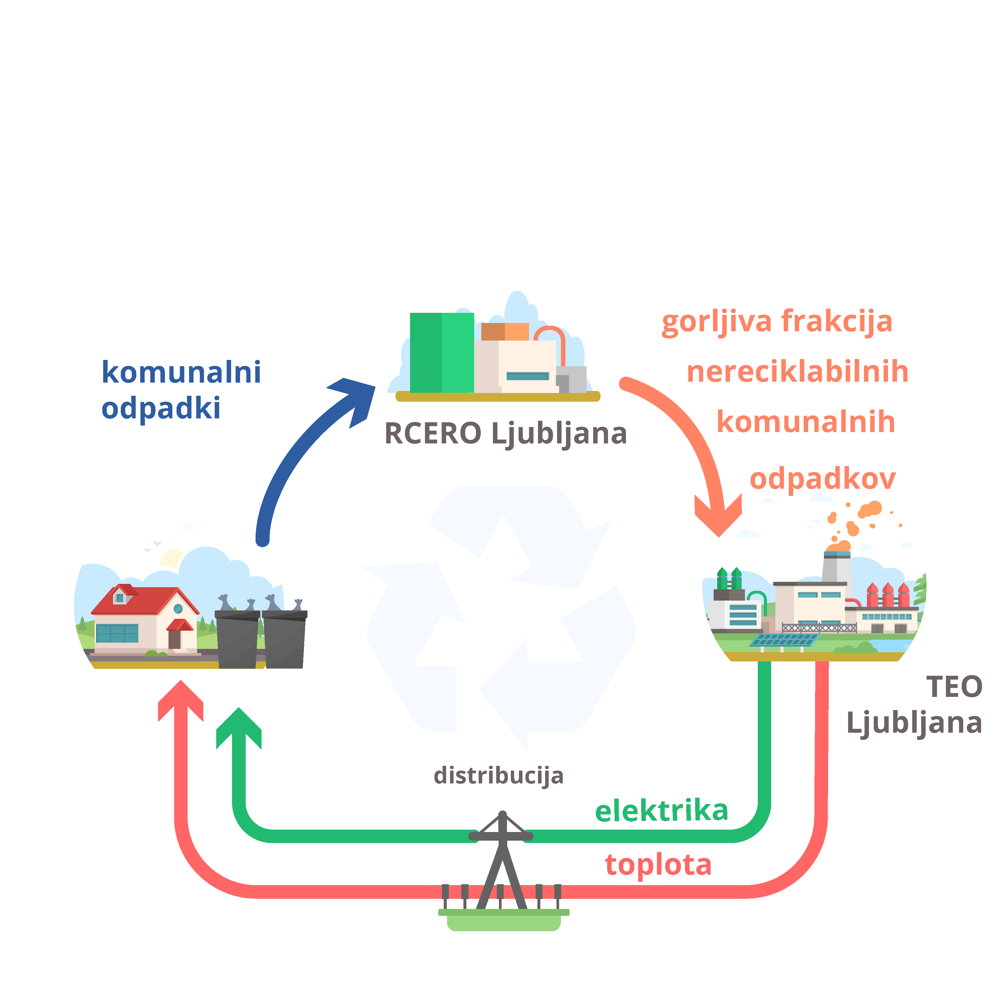 gorljiva frakcija
nereciklabilnih
komunalnih
odpadkov
komunalni
odpadki
RCERO Ljubljana
TEO
Ljubljana
distribucija
elektrika
toplota